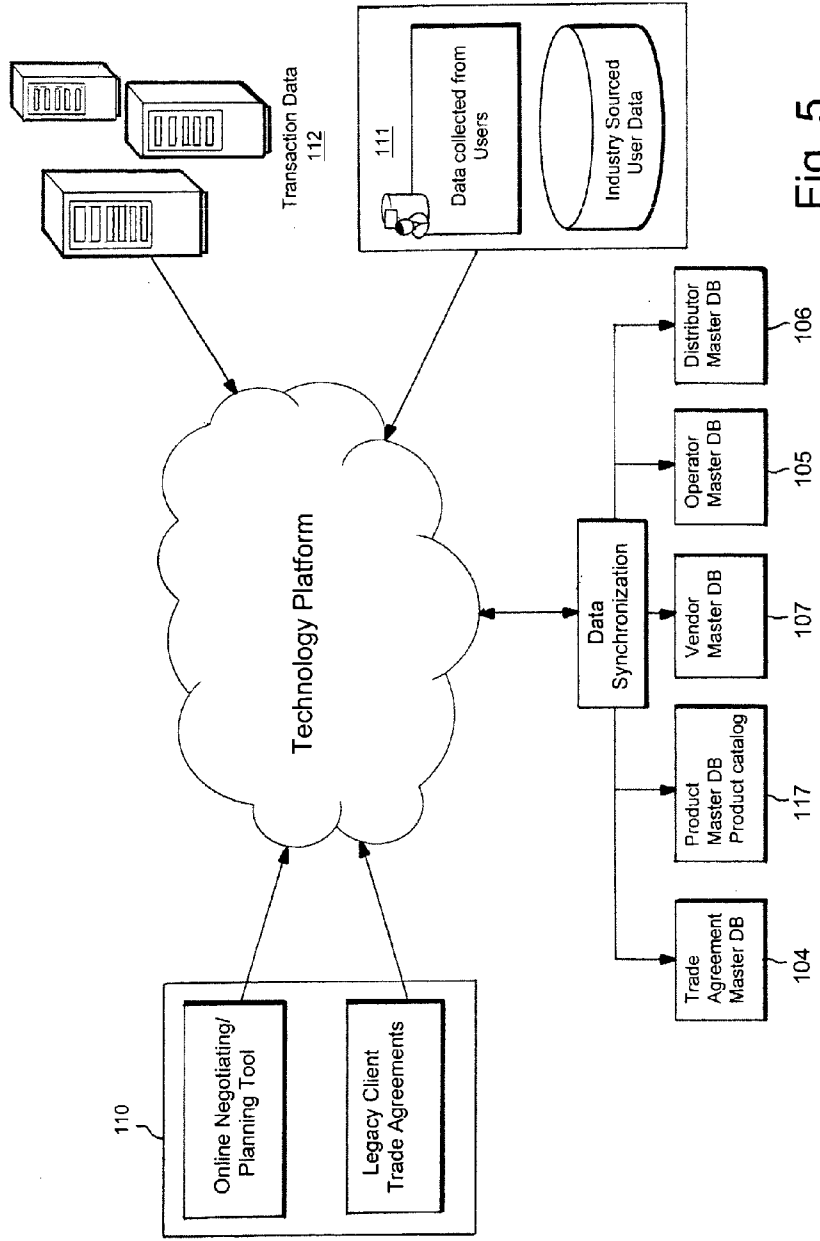 110
Online Negotiating/
Planning Tool
Legacy Client
Trade Agreements
Technology Platform
Transaction Data
112
111
Data collected from
Users
Industry Sourced
User Data
Data
Synchronization
Trade
Agreement
Master DB
104
Product
Master DB
Product catalog
117
Vendor
Master DB
107
Operator
Master DB
105
Distributor
Master DB
106
Fig. 5